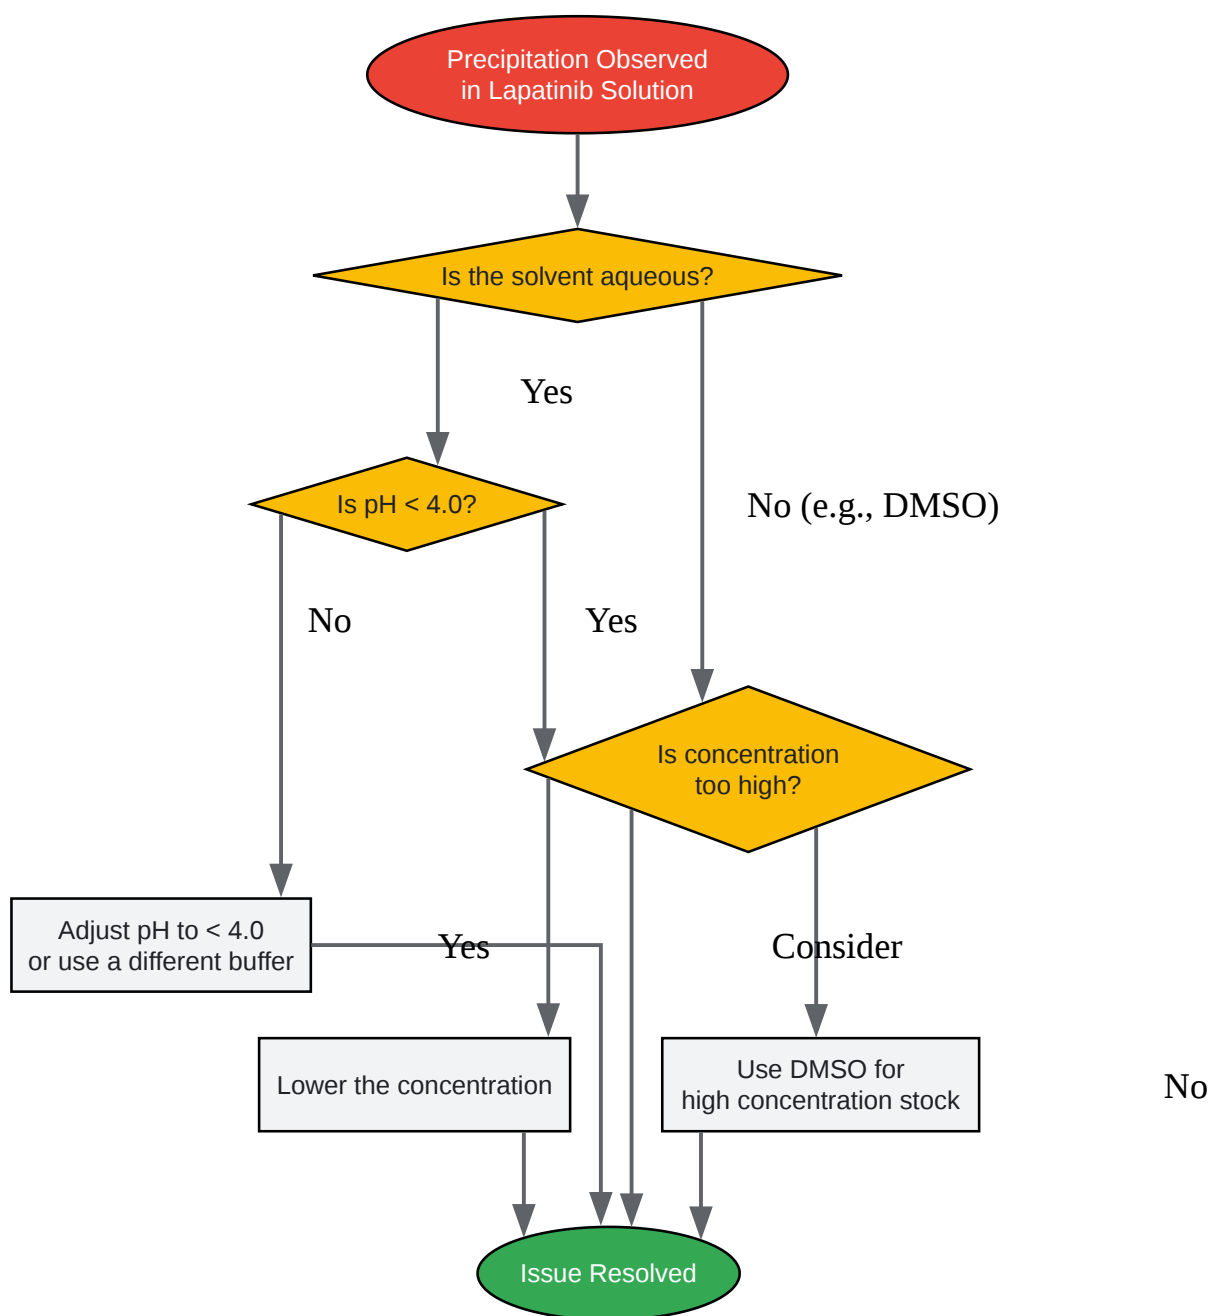 Precipitation Observed
in Lapatinib Solution
Is the solvent aqueous?
Yes
Is pH < 4.0?
No (e.g., DMSO)
No
Yes
Is concentration
too high?
Adjust pH to < 4.0
or use a different buffer
Yes
Consider
Lower the concentration
Use DMSO for
high concentration stock
No
Issue Resolved